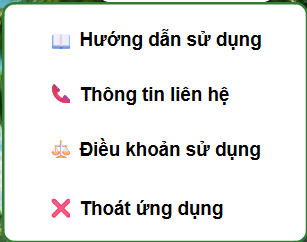 Hướng dẫn sử dụng
Thông tin liên hệ
Điều khoản sử dụng
Thoát ứng dụng